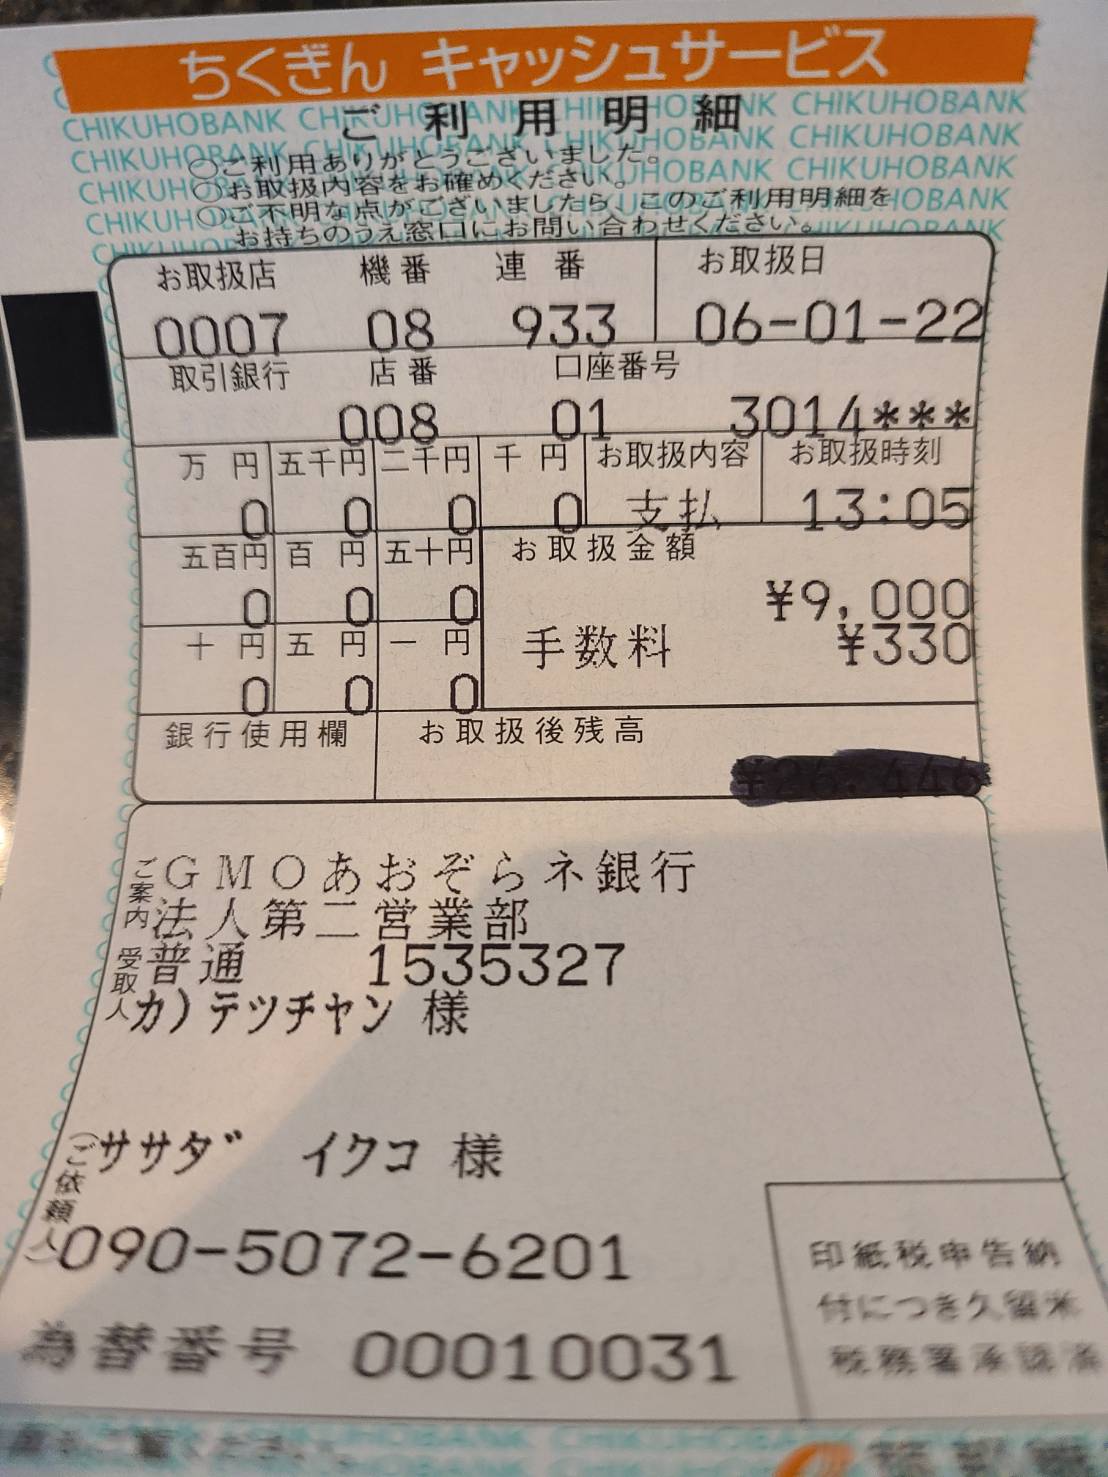 ちくぎん キャッシュサービス
ご利用明細
○ご利用ありがとうございました。
○お取扱内容をお確めください。
○ご不明な点がございましたら、このご利用明細を
お持ちのうえ窓口にお問い合わせください。
お取扱店 機番 連番 お取扱日
0007 08 933 06-01-22
取引銀行 店番 口座番号
008 01 3014***
万円 五千円 二千円 千円 お取扱内容 お取扱時刻
0 0 0 0 支払 13:05
五百円 百円 五十円 お取扱金額
0 0 0 ¥9,000
手数料 ¥330
十円 五円 一円
0 0 0
銀行使用欄 お取扱後残高
¥26,446
ご案内 GMOあおぞらネ銀行
法人第二営業部
受取人 普通 1535327
カ)テツチヤン 様
(ご依頼人) ササダ イクコ 様
090-5072-6201
為替番号 00010031
印紙税申告納
付につき久留米
税務署承認済
CHIKUHOBANK